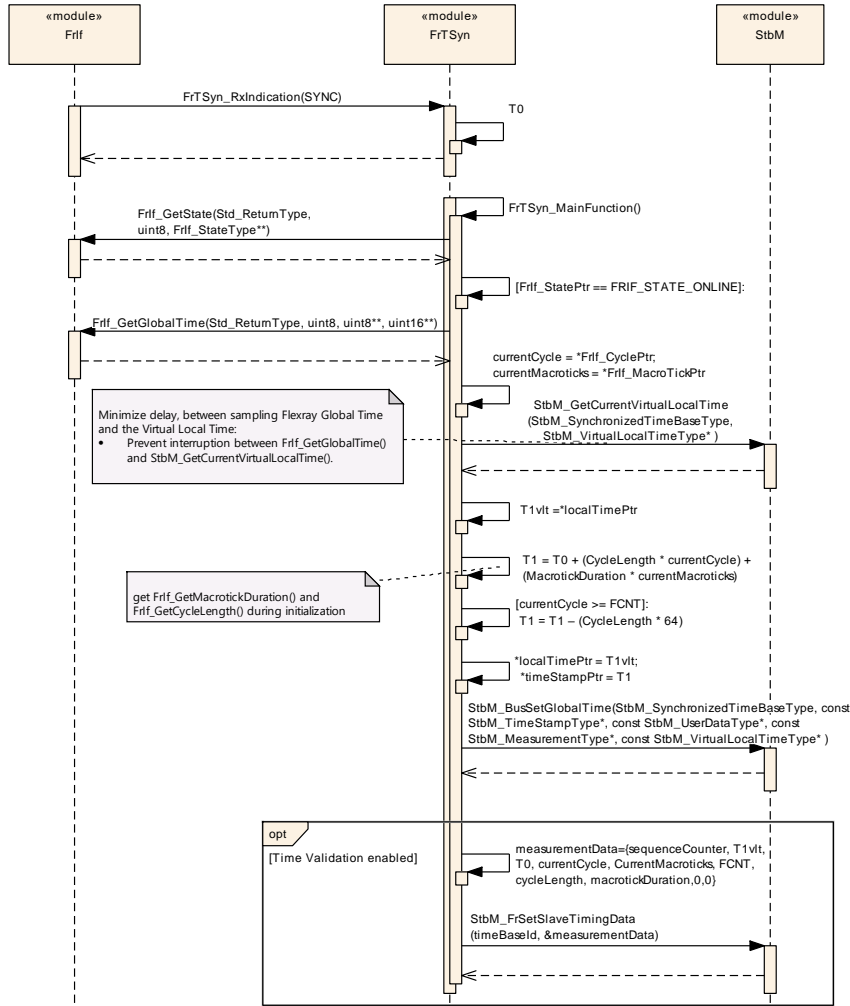 «module»
FrIf
«module»
FrTSyn
«module»
StbM
FrTSyn_RxIndication(SYNC)
T0
FrTSyn_MainFunction()
FrIf_GetState(Std_ReturnType,
uint8, FrIf_StateType**)
[FrIf_StatePtr == FRIF_STATE_ONLINE]:
FrIf_GetGlobalTime(Std_ReturnType, uint8, uint8**, uint16**)
currentCycle = *FrIf_CyclePtr;
currentMacroticks = *FrIf_MacroTickPtr
Minimize delay, between sampling Flexray Global Time
and the Virtual Local Time:
• Prevent interruption between FrIf_GetGlobalTime()
and StbM_GetCurrentVirtualLocalTime().
StbM_GetCurrentVirtualLocalTime
(StbM_SynchronizedTimeBaseType,
StbM_VirtualLocalTimeType* )
T1vlt =*localTimePtr
T1 = T0 + (CycleLength * currentCycle) +
(MacrotickDuration * currentMacroticks)
get FrIf_GetMacrotickDuration() and
FrIf_GetCycleLength() during initialization
[currentCycle >= FCNT]:
T1 = T1 – (CycleLength * 64)
*localTimePtr = T1vlt;
*timeStampPtr = T1
StbM_BusSetGlobalTime(StbM_SynchronizedTimeBaseType, const
StbM_TimeStampType*, const StbM_UserDataType*, const
StbM_MeasurementType*, const StbM_VirtualLocalTimeType* )
opt
[Time Validation enabled]
measurementData={sequenceCounter, T1vlt,
T0, currentCycle, CurrentMacroticks, FCNT,
cycleLength, macrotickDuration,0,0}
StbM_FrSetSlaveTimingData
(timeBaseId, &measurementData)